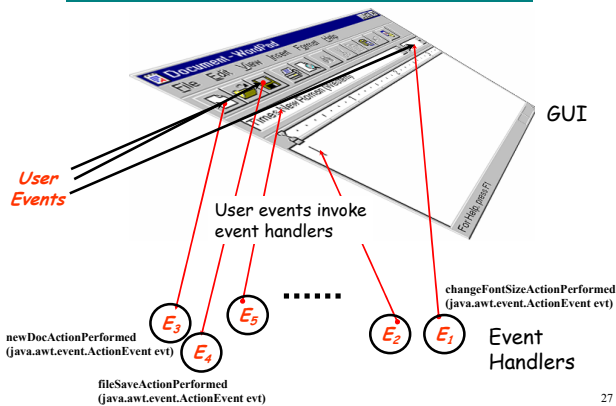 Document - WordPad
File Edit View Insert Format Help
Times New Roman (Western)
For Help, press F1
GUI
User
Events
User events invoke
event handlers
......
changeFontSizeActionPerformed
(java.awt.event.ActionEvent evt)
E3
E4
E5
E2
E1
Event
Handlers
newDocActionPerformed
(java.awt.event.ActionEvent evt)
fileSaveActionPerformed
(java.awt.event.ActionEvent evt)
27